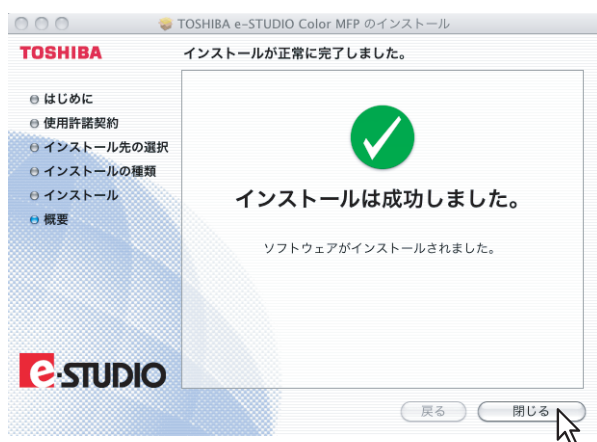 TOSHIBA e-STUDIO Color MFP のインストール
TOSHIBA
インストールが正常に完了しました。
はじめに
使用許諾契約
インストール先の選択
インストールの種類
インストール
概要
インストールは成功しました。
ソフトウェアがインストールされました。
e-STUDIO
戻る
閉じる